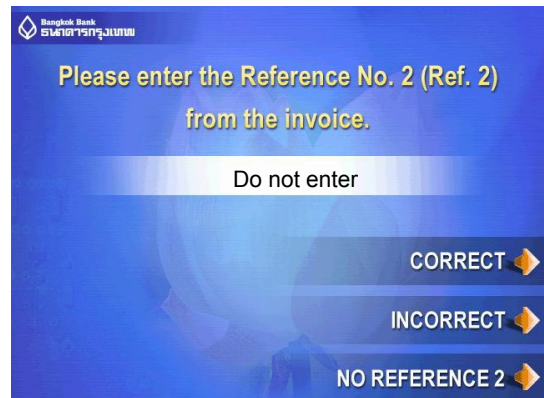 Bangkok Bank
ธนาคารกรุงเทพ
Please enter the Reference No. 2 (Ref. 2)
from the invoice.
Do not enter
CORRECT
INCORRECT
NO REFERENCE 2